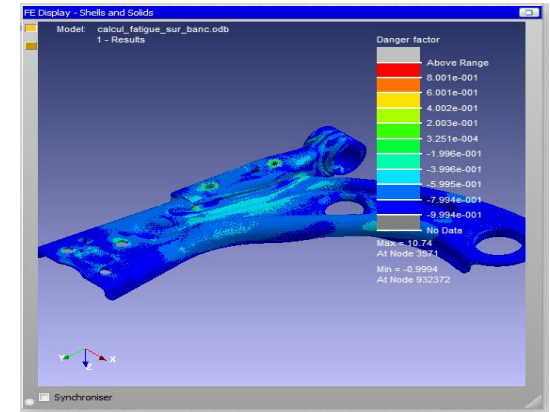 FE Display - Shells and Solids
Model: calcul_fatigue_sur_banc.odb
1 - Results
Danger factor
Above Range
8.001e-001
6.001e-001
4.002e-001
2.003e-001
3.251e-004
-1.996e-001
-3.996e-001
-5.995e-001
-7.994e-001
-9.994e-001
No Data
Max = 10.74
At Node 3571
Min = -0.9994
At Node 932372
Y
Z
X
Synchroniser